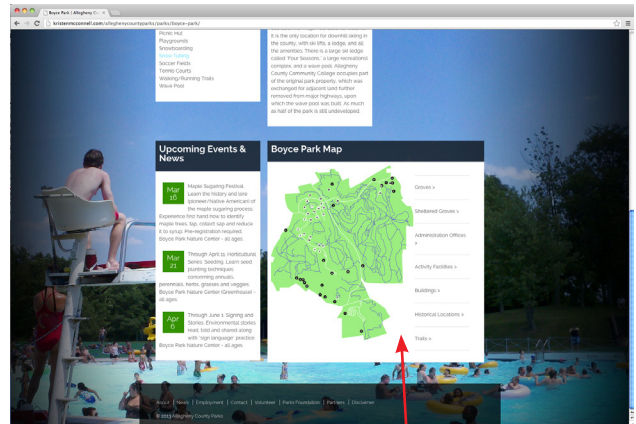 Boyce Park | Allegheny Co
kristenmcconnell.com/alleghenycountyparks/parks/boyce-park/
Picnic Hut
Playgrounds
Snowboarding
Snow Tubing
Soccer Fields
Tennis Courts
Walking/Running Trails
Wave Pool
It is the only location for downhill skiing in
the county, with ski lifts, a lodge, and all
the amenities. There is a large ski lodge
called 'Four Seasons,' a large recreational
complex, and a wave pool. Allegheny
County Community College occupies part
of the original park property, which was
exchanged for adjacent land further
removed from major highways, upon
which the wave pool was built. As much
as half of the park is still undeveloped.
Upcoming Events &
News
Mar
16
Maple Sugaring Festival.
Learn the history and lore
(pioneer/Native American) of
the maple sugaring process.
Experience first hand how to identify
maple trees, tap, collect sap and reduce
it to syrup. Pre-registration required.
Boyce Park Nature Center - all ages.
Mar
21
Through April 11. Horticultural
Series: Seeding. Learn seed
planting techniques
concerning annuals,
perennials, herbs, grasses and veggies.
Boyce Park Nature Center (Greenhouse) -
all ages.
Apr
6
Through June 1. Signing and
Stories. Environmental stories
read, told and shared along
with "sign language" practice.
Boyce Park Nature Center - all ages.
Boyce Park Map
Groves >
Sheltered Groves >
Administration Offices
>
Activity Facilities >
Buildings >
Historical Locations >
Trails >
About | News | Employment | Contact | Volunteer | Parks Foundation | Partners | Disclaimer
© 2013 Allegheny County Parks